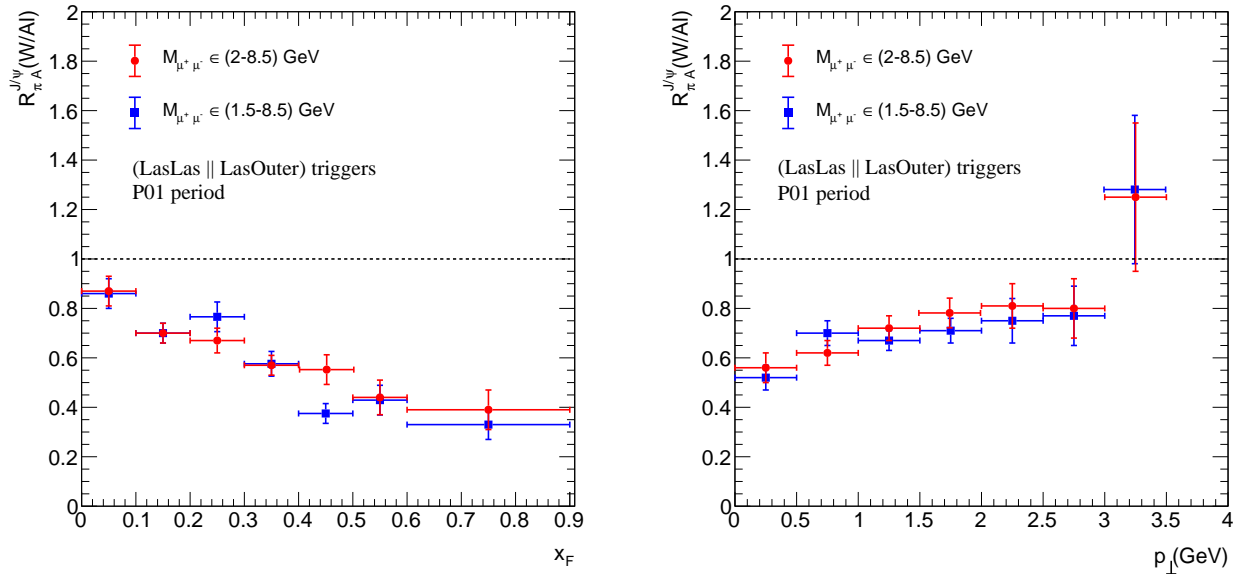 R^{J/ψ}_{π A}(W/Al)
2
1.8
1.6
1.4
1.2
1
0.8
0.6
0.4
0.2
0
M_{μ⁺ μ⁻} ∈ (2-8.5) GeV
M_{μ⁺ μ⁻} ∈ (1.5-8.5) GeV
(LasLas || LasOuter) triggers
P01 period
0 0.1 0.2 0.3 0.4 0.5 0.6 0.7 0.8 0.9
x_F
R^{J/ψ}_{π A}(W/Al)
2
1.8
1.6
1.4
1.2
1
0.8
0.6
0.4
0.2
0
M_{μ⁺ μ⁻} ∈ (2-8.5) GeV
M_{μ⁺ μ⁻} ∈ (1.5-8.5) GeV
(LasLas || LasOuter) triggers
P01 period
0 0.5 1 1.5 2 2.5 3 3.5 4
p_⊥(GeV)